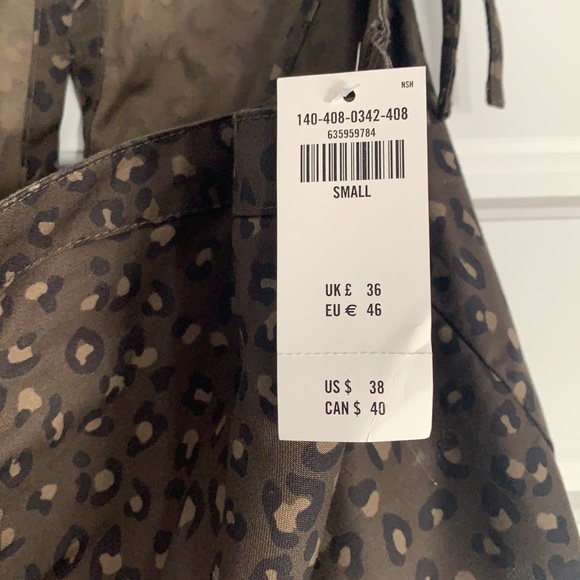 NSH
140-408-0342-408
635959784
SMALL
UK £ 36
EU € 46
US $ 38
CAN $ 40